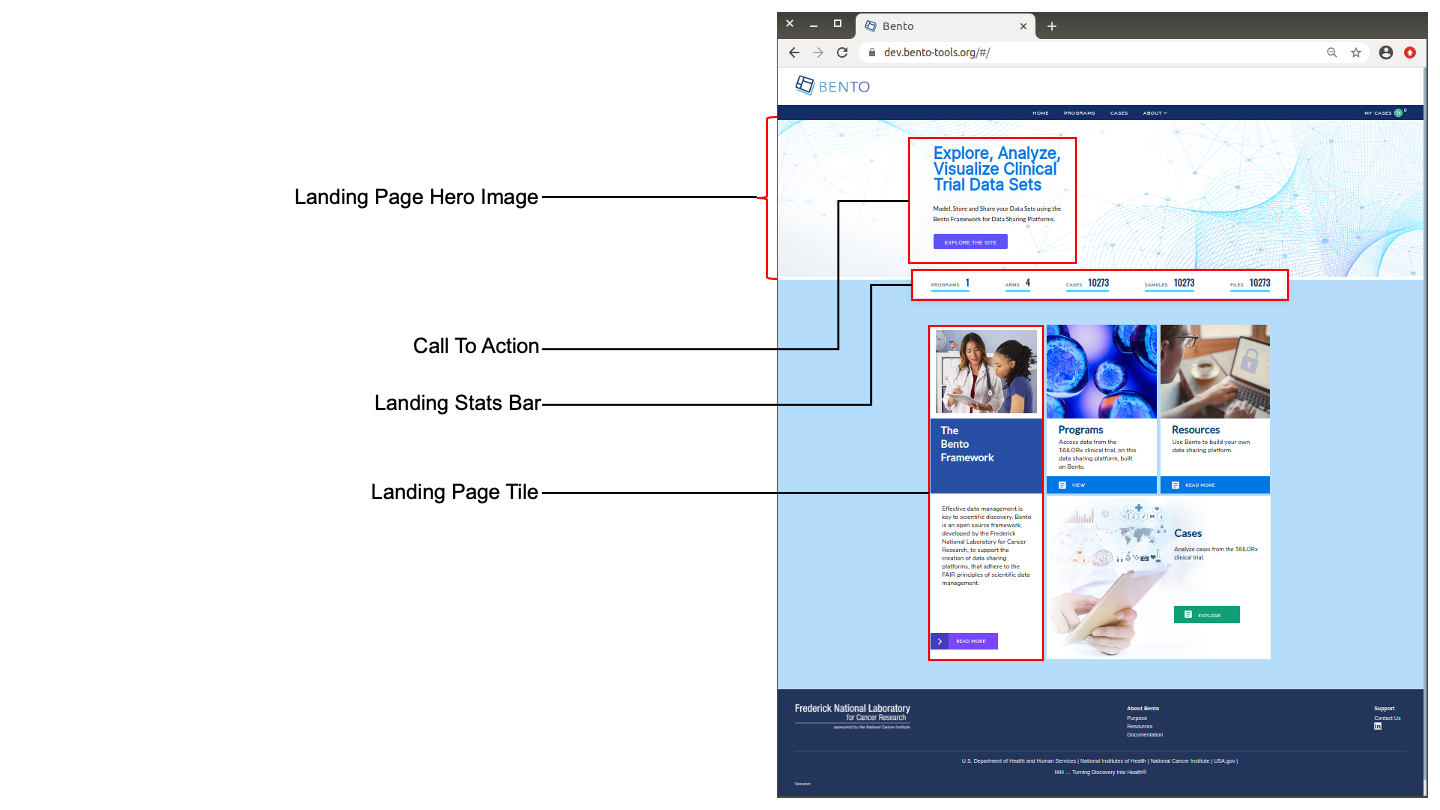 Bento
dev.bento-tools.org/#/
BENTO
HOME PROGRAMS CASES ABOUT
MY CASES 0
Landing Page Hero Image
Explore, Analyze,
Visualize Clinical
Trial Data Sets
Model, Store and Share your Data Sets using the
Bento Framework for Data Sharing Platforms.
EXPLORE THE SITE
PROGRAMS 1 ARMS 4 CASES 10273 SAMPLES 10273 FILES 10273
Call To Action
Landing Stats Bar
Landing Page Tile
The
Bento
Framework
Effective data management is
key to scientific discovery. Bento
is an open source framework,
developed by the Frederick
National Laboratory for Cancer
Research, to support the
creation of data sharing
platforms, that adhere to the
FAIR principles of scientific data
management.
READ MORE
Programs
Access data from the
TAILORx clinical trial, on this
data sharing platform, built
on Bento.
VIEW
Resources
Use Bento to build your own
data sharing platform.
READ MORE
Cases
Analyze cases from the TAILORx
clinical trial.
EXPLORE
Frederick National Laboratory
for Cancer Research
sponsored by the National Cancer Institute
About Bento
Purpose
Resources
Documentation
Support
Contact Us
in
U.S. Department of Health and Human Services | National Institutes of Health | National Cancer Institute | USA.gov |
NIH … Turning Discovery Into Health®
Version: